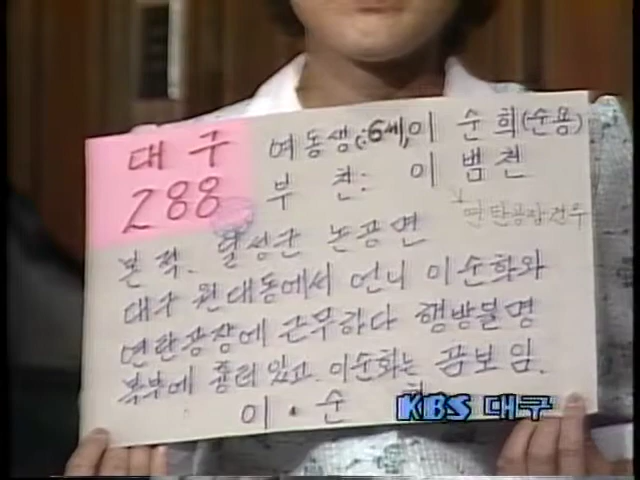 대구
288
여동생(:6세)이 순희(순용)
부 친: 이 범천
연탄공장근무
본 적. 달성군 논공면
대구 원대동에서 언니 이순화와
연탄공장에 근무하다 행방불명
복부에 흉터 있고. 이순화는 곰보임.
이 · 순
KBS 대구